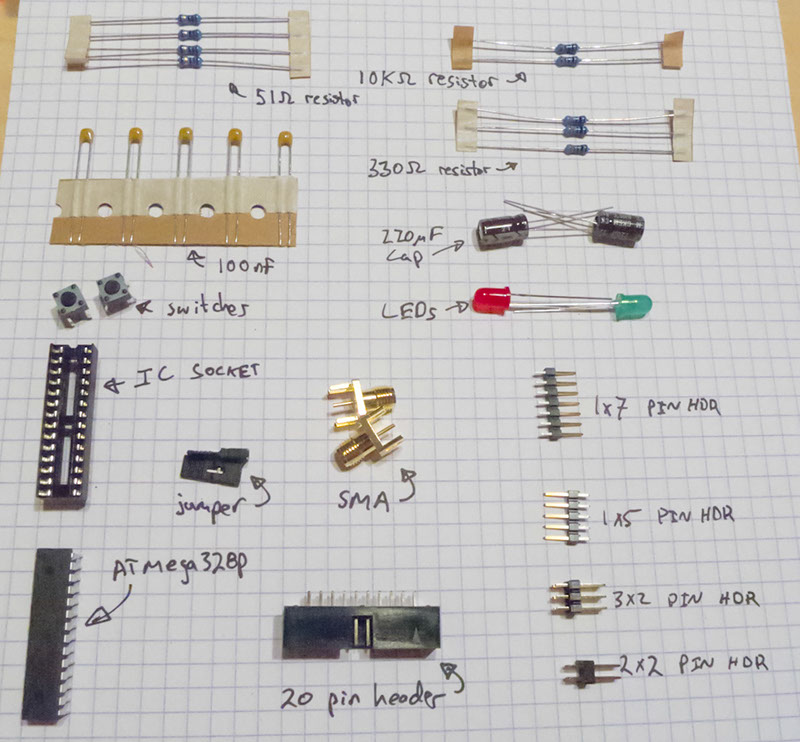 51Ω resistor
10KΩ resistor
330Ω resistor
100nf
220µF
cap
switches
LEDs
IC SOCKET
1x7 PIN HDR
jumper
SMA
1x5 PIN HDR
ATMega328p
3x2 PIN HDR
20 pin header
2x2 PIN HDR